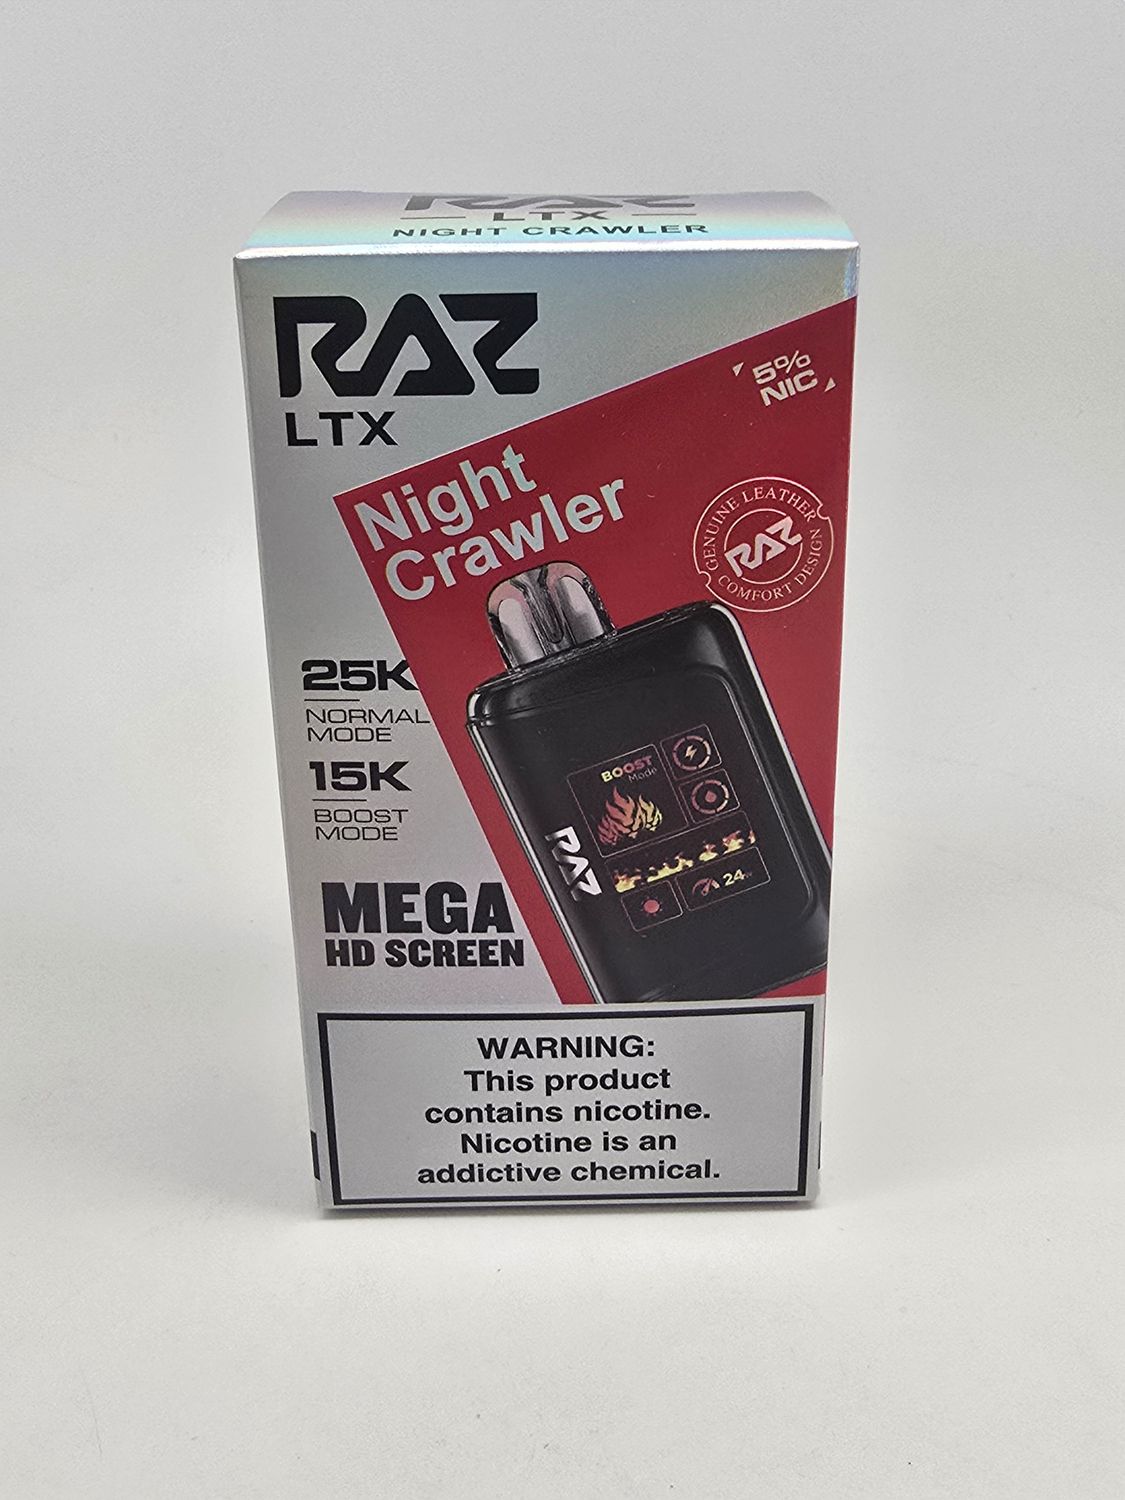 RAZ
— LTX —
NIGHT CRAWLER
RAZ
LTX
5%
NIC
Night
Crawler
GENUINE LEATHER
RAZ
COMFORT DESIGN
25K
NORMAL
MODE
15K
BOOST
MODE
BOOST
Mode
RAZ
24W
MEGA
HD SCREEN
WARNING:
This product
contains nicotine.
Nicotine is an
addictive chemical.